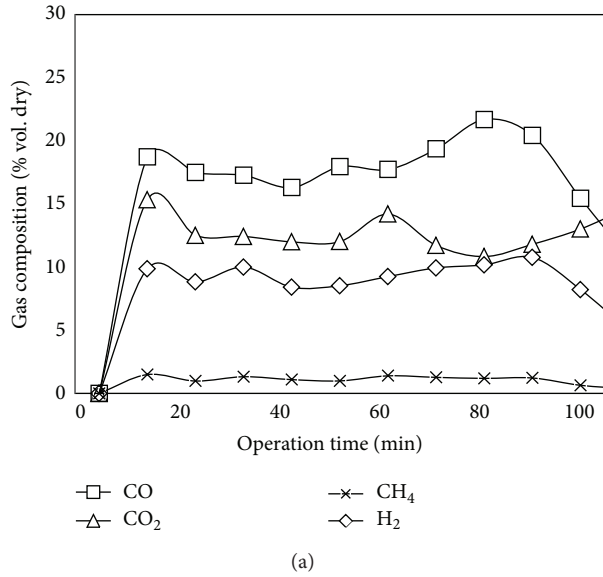 30
25
20
15
10
5
0
Gas composition (% vol. dry)
0 20 40 60 80 100
Operation time (min)
CO CH₄
CO₂ H₂
(a)